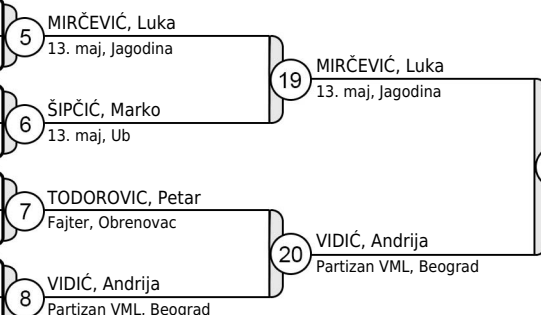 5
MIRČEVIĆ, Luka
13. maj, Jagodina
19
MIRČEVIĆ, Luka
13. maj, Jagodina
6
ŠIPČIĆ, Marko
13. maj, Ub
7
TODOROVIC, Petar
Fajter, Obrenovac
20
VIDIĆ, Andrija
Partizan VML, Beograd
8
VIDIĆ, Andrija
Partizan VML, Beograd